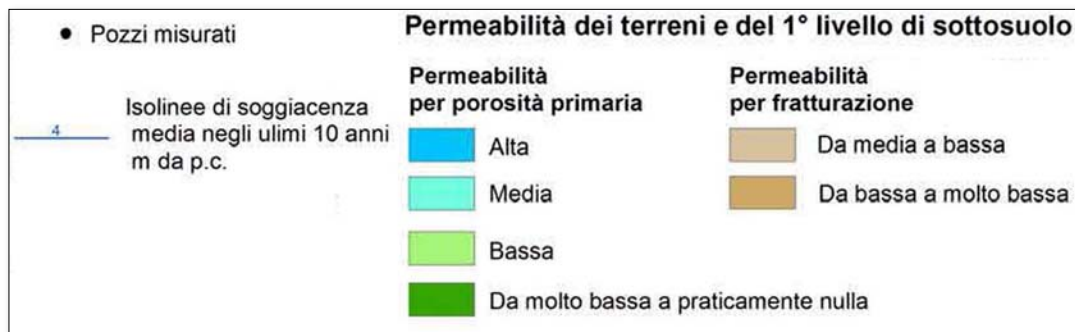 Pozzi misurati
4
Isolinee di soggiacenza
media negli ulimi 10 anni
m da p.c.
Permeabilità dei terreni e del 1° livello di sottosuolo
Permeabilità
per porosità primaria
Alta
Media
Bassa
Da molto bassa a praticamente nulla
Permeabilità
per fratturazione
Da media a bassa
Da bassa a molto bassa